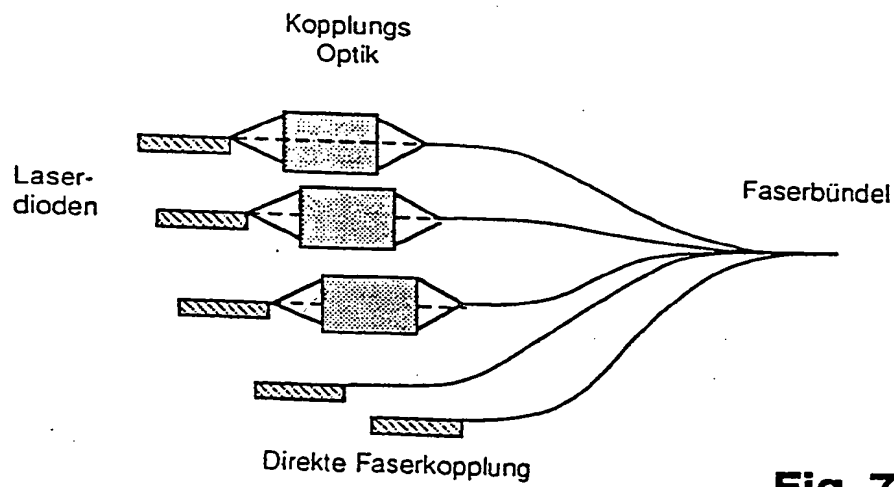 Kopplungs
Optik
Laser-
dioden
Faserbündel
Direkte Faserkopplung
Fig. 7